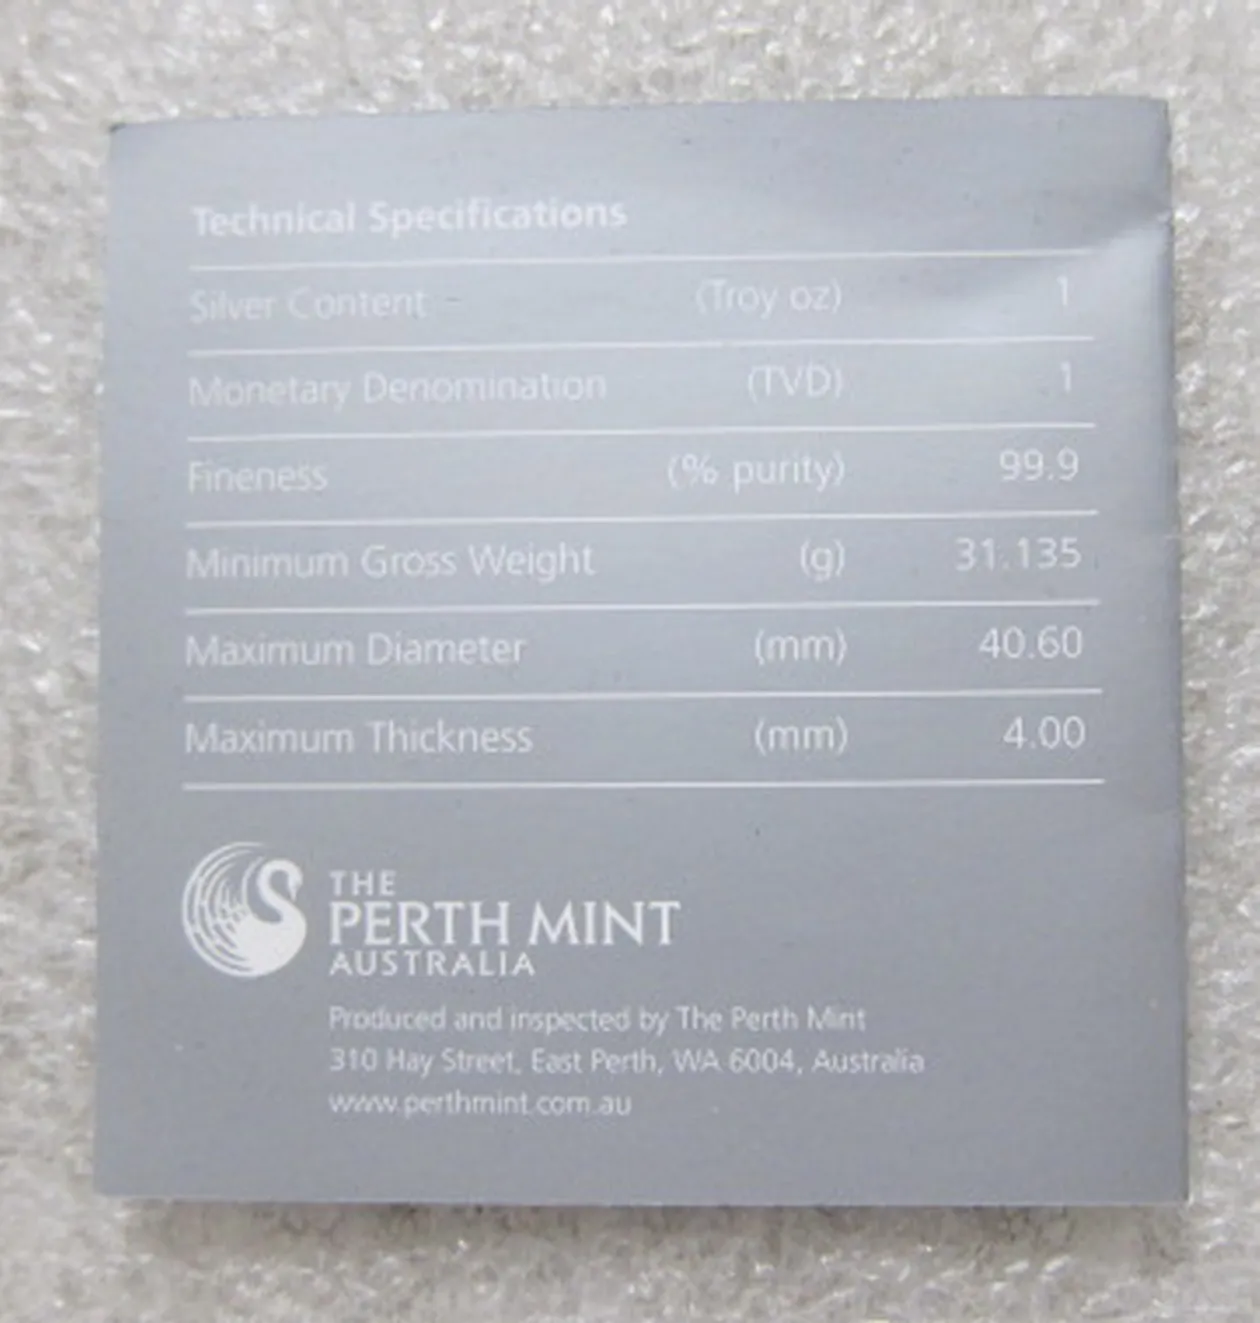 Technical Specifications
Silver Content (Troy oz) 1
Monetary Denomination (TVD) 1
Fineness (% purity) 99.9
Minimum Gross Weight (g) 31.135
Maximum Diameter (mm) 40.60
Maximum Thickness (mm) 4.00
THE
PERTH MINT
AUSTRALIA
Produced and inspected by The Perth Mint
310 Hay Street, East Perth, WA 6004, Australia
www.perthmint.com.au